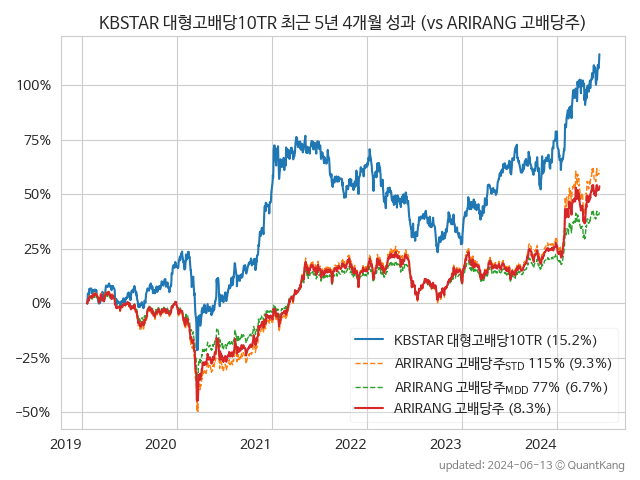 KBSTAR 대형고배당10TR 최근 5년 4개월 성과 (vs ARIRANG 고배당주)
100%
75%
50%
25%
0%
−25%
−50%
KBSTAR 대형고배당10TR (15.2%)
ARIRANG 고배당주STD 115% (9.3%)
ARIRANG 고배당주MDD 77% (6.7%)
ARIRANG 고배당주 (8.3%)
2019 2020 2021 2022 2023 2024
updated: 2024-06-13 © QuantKang